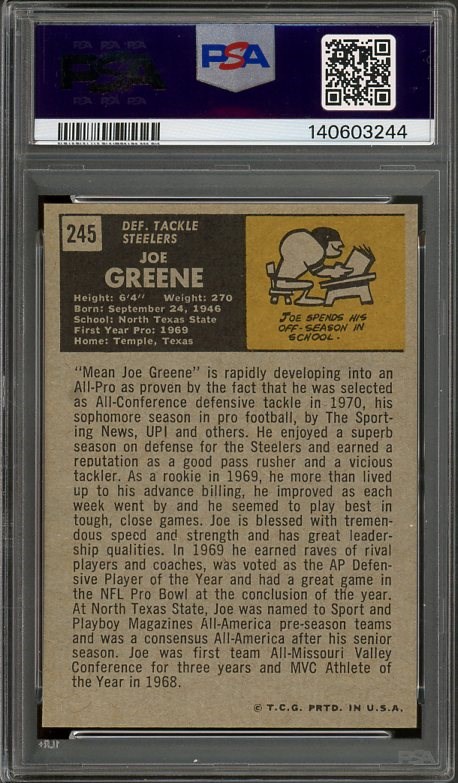 PSA PSA PSA
PSA
PSA
PSA PSA PSA
140603244
245
DEF. TACKLE
STEELERS
JOE
GREENE
Height: 6'4" Weight: 270
Born: September 24, 1946
School: North Texas State
First Year Pro: 1969
Home: Temple, Texas
JOE SPENDS HIS
OFF-SEASON IN
SCHOOL.
"Mean Joe Greene" is rapidly developing into an
All-Pro as proven by the fact that he was selected
as All-Conference defensive tackle in 1970, his
sophomore season in pro football, by The Sport-
ing News, UPI and others. He enjoyed a superb
season on defense for the Steelers and earned a
reputation as a good pass rusher and a vicious
tackler. As a rookie in 1969, he more than lived
up to his advance billing, he improved as each
week went by and he seemed to play best in
tough, close games. Joe is blessed with tremen-
dous speed and strength and has great leader-
ship qualities. In 1969 he earned raves of rival
players and coaches, was voted as the AP Defen-
sive Player of the Year and had a great game in
the NFL Pro Bowl at the conclusion of the year.
At North Texas State, Joe was named to Sport and
Playboy Magazines All-America pre-season teams
and was a consensus All-America after his senior
season. Joe was first team All-Missouri Valley
Conference for three years and MVC Athlete of
the Year in 1968.
© T.C.G. PRTD. IN U.S.A.
PSA